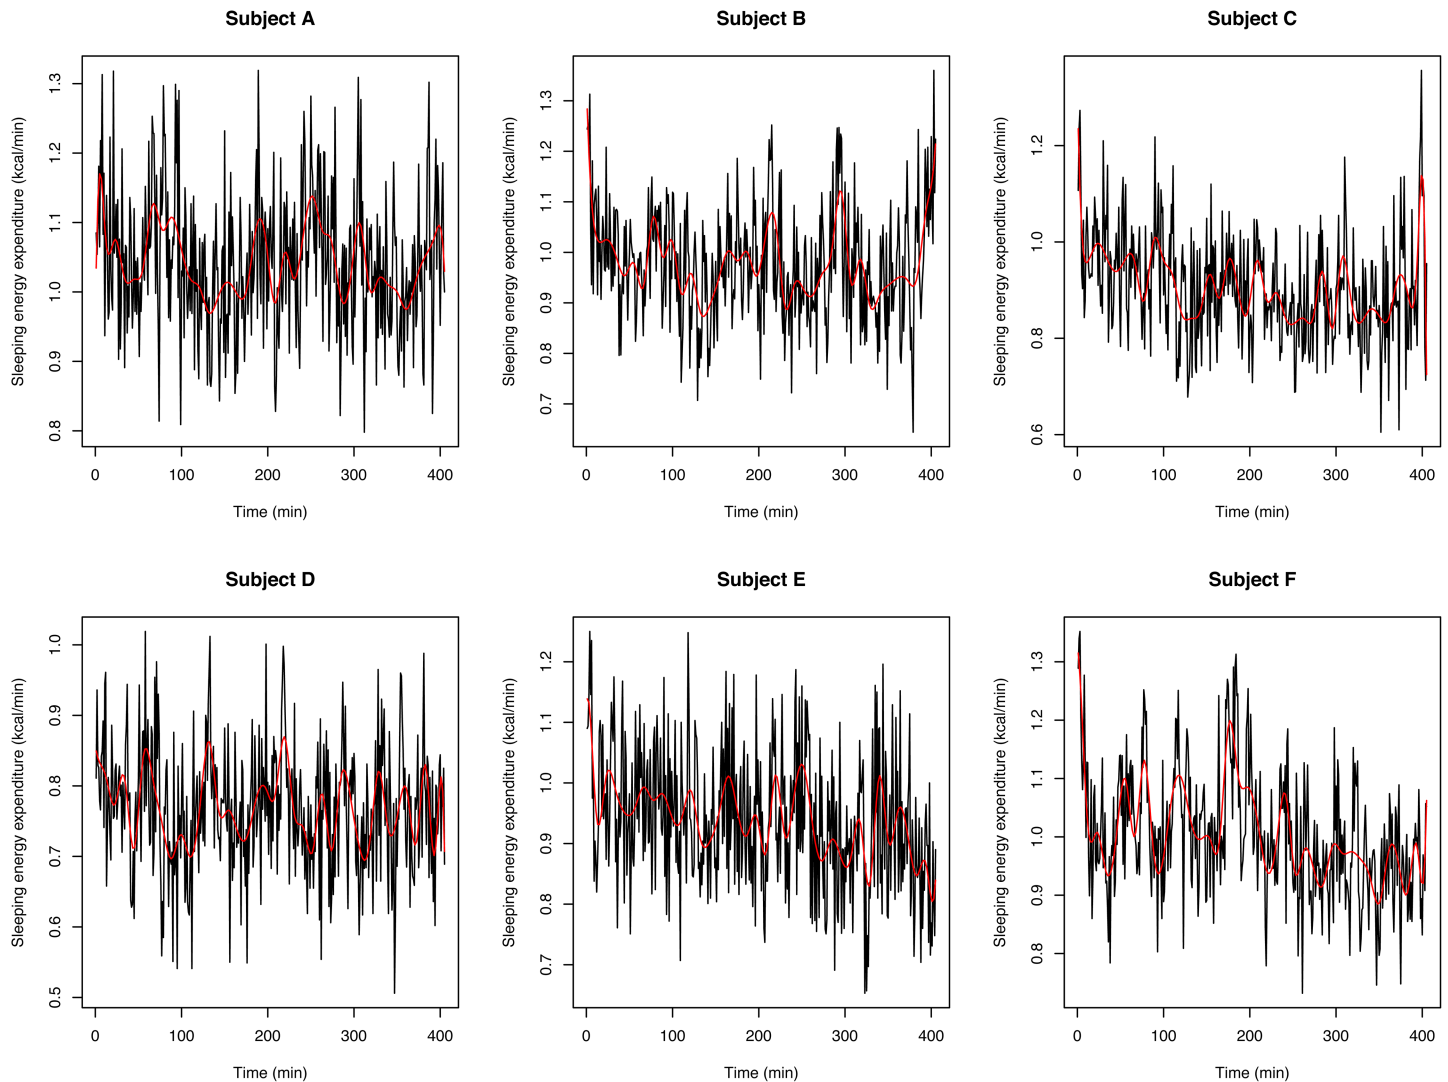 Subject A
Sleeping energy expenditure (kcal/min)
1.3
1.2
1.1
1.0
0.9
0.8
0 100 200 300 400
Time (min)
Subject B
Sleeping energy expenditure (kcal/min)
1.3
1.2
1.1
1.0
0.9
0.8
0.7
0 100 200 300 400
Time (min)
Subject C
Sleeping energy expenditure (kcal/min)
1.2
1.0
0.8
0.6
0 100 200 300 400
Time (min)
Subject D
Sleeping energy expenditure (kcal/min)
1.0
0.9
0.8
0.7
0.6
0.5
0 100 200 300 400
Time (min)
Subject E
Sleeping energy expenditure (kcal/min)
1.2
1.1
1.0
0.9
0.8
0.7
0 100 200 300 400
Time (min)
Subject F
Sleeping energy expenditure (kcal/min)
1.3
1.2
1.1
1.0
0.9
0.8
0 100 200 300 400
Time (min)